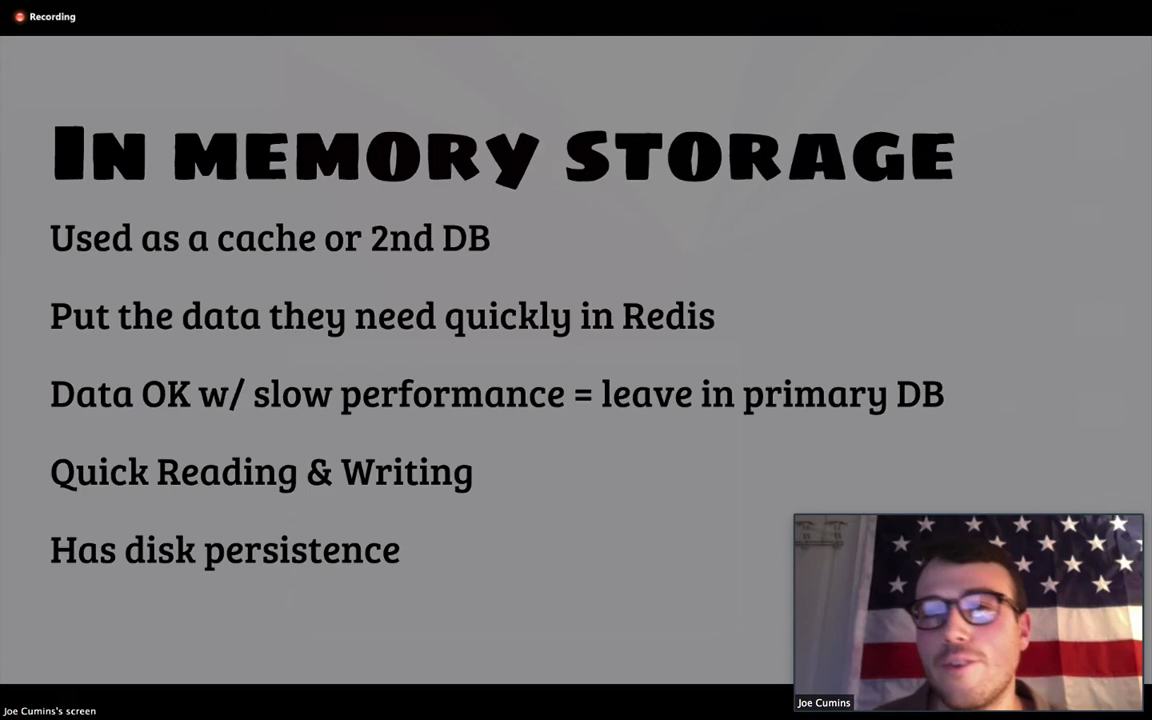 Recording
In memory storage
Used as a cache or 2nd DB
Put the data they need quickly in Redis
Data OK w/ slow performance = leave in primary DB
Quick Reading & Writing
Has disk persistence
Joe Cumins
Joe Cumins's screen